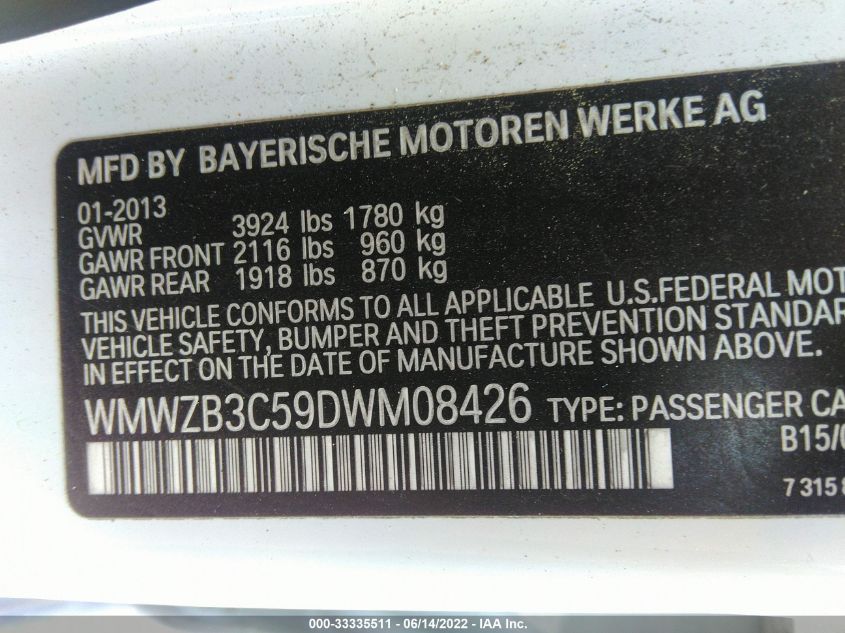 MFD BY BAYERISCHE MOTOREN WERKE AG
01-2013
GVWR 3924 lbs 1780 kg
GAWR FRONT 2116 lbs 960 kg
GAWR REAR 1918 lbs 870 kg
THIS VEHICLE CONFORMS TO ALL APPLICABLE U.S.FEDERAL MOT
VEHICLE SAFETY, BUMPER AND THEFT PREVENTION STANDAR
IN EFFECT ON THE DATE OF MANUFACTURE SHOWN ABOVE.
WMWZB3C59DWM08426 TYPE: PASSENGER CA
B15/0
7 315 8
000-33335511 - 06/14/2022 - IAA Inc.